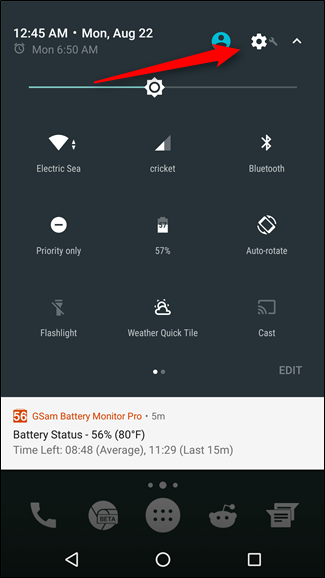 12:45 AM • Mon, Aug 22
Mon 6:50 AM
Electric Sea
cricket
Bluetooth
57
Priority only
57%
Auto-rotate
Flashlight
Weather Quick Tile
Cast
EDIT
56 GSam Battery Monitor Pro • 5m
Battery Status - 56% (80°F)
Time Left: 08:48 (Average), 11:29 (Last 15m)
BETA